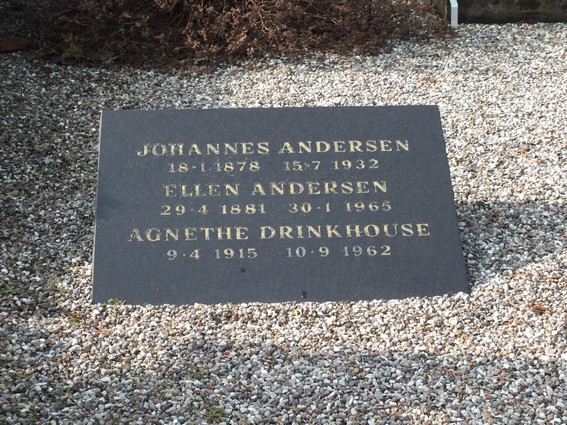 JOHANNES ANDERSEN
18·1·1878 15·7 1932
ELLEN ANDERSEN
29·4 1881 30·1 1965
AGNETHE DRINKHOUSE
9·4 1915 10·9 1962